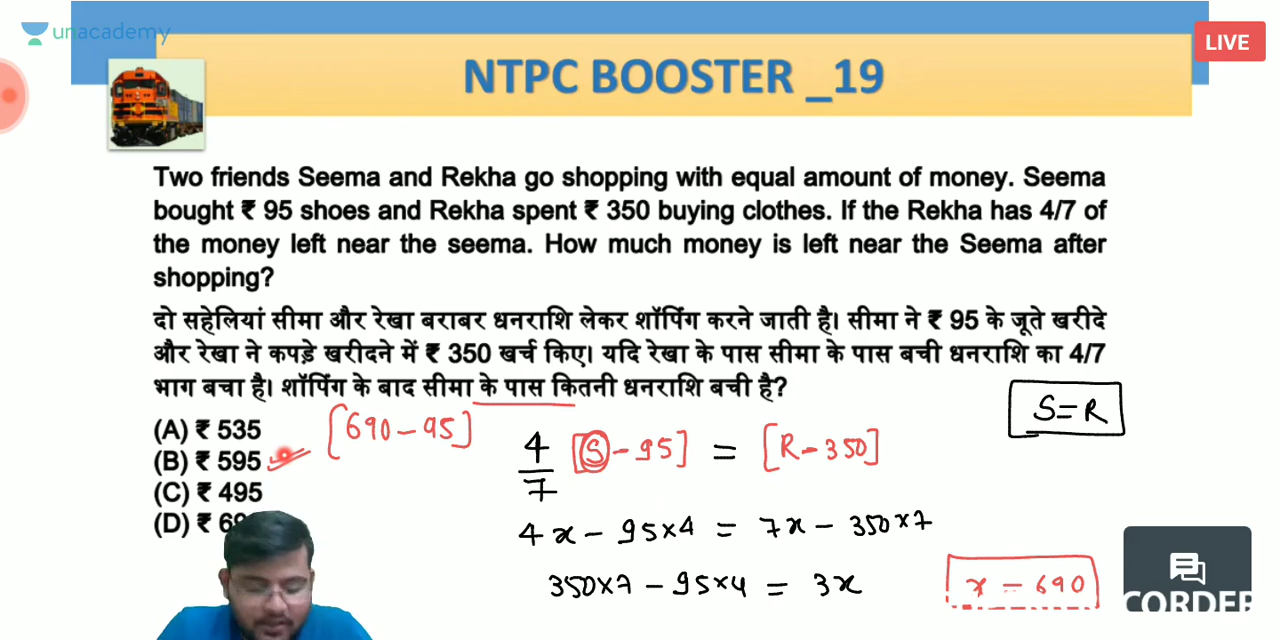 unacademy
LIVE
NTPC BOOSTER _19
Two friends Seema and Rekha go shopping with equal amount of money. Seema
bought ₹ 95 shoes and Rekha spent ₹ 350 buying clothes. If the Rekha has 4/7 of
the money left near the seema. How much money is left near the Seema after
shopping?
दो सहेलियां सीमा और रेखा बराबर धनराशि लेकर शॉपिंग करने जाती है। सीमा ने ₹ 95 के जूते खरीदे
और रेखा ने कपड़े खरीदने में ₹ 350 खर्च किए। यदि रेखा के पास सीमा के पास बची धनराशि का 4/7
भाग बचा है। शॉपिंग के बाद सीमा के पास कितनी धनराशि बची है?
S=R
(A) ₹ 535
[690-95]
(B) ₹ 595
(C) ₹ 495
(D) ₹
4/7 [S-95] = [R-350]
4x - 95×4 = 7x - 350×7
350×7 - 95×4 = 3x
x = 690
CORDER